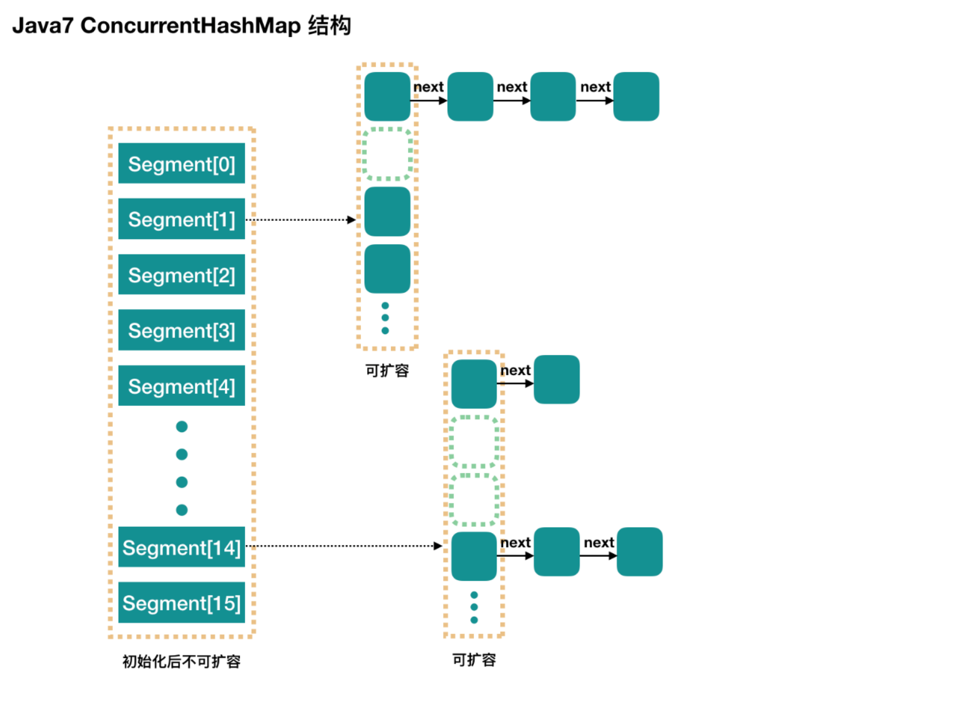 Java7 ConcurrentHashMap 结构
next next next
Segment[0]
Segment[1]
Segment[2]
Segment[3]
Segment[4]
Segment[14]
Segment[15]
初始化后不可扩容
可扩容
next
next next
可扩容